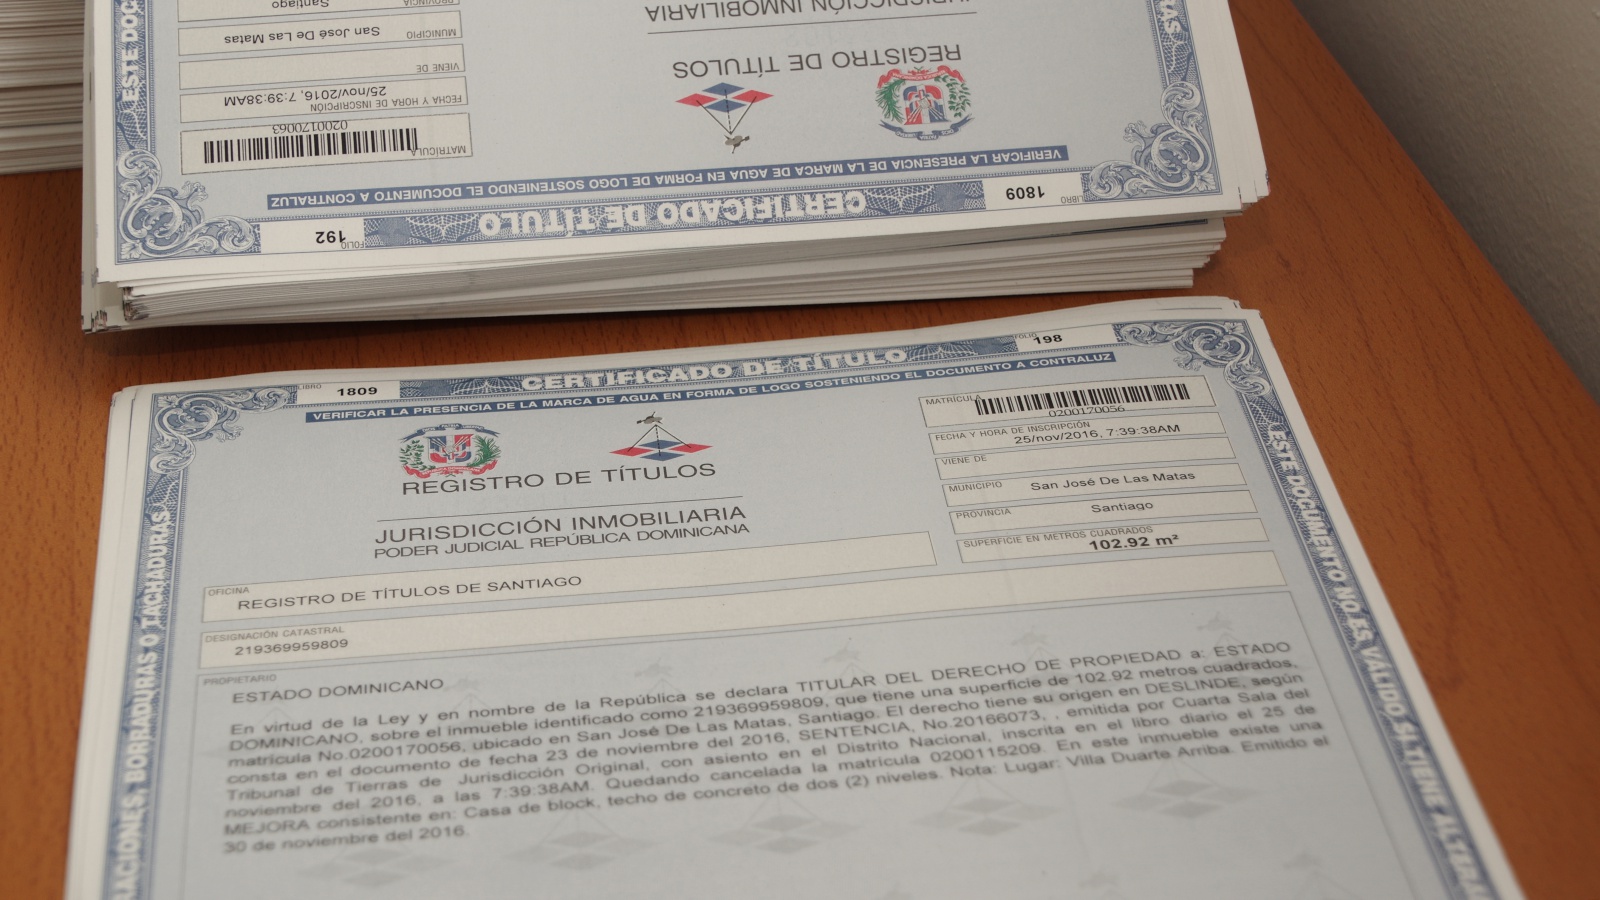 ESTE DOC
PROVINCIA
Santiago
MUNICIPIO
San José De Las Matas
VIENE DE
FECHA Y HORA DE INSCRIPCIÓN
25/nov/2016, 7:39:38AM
MATRÍCULA
0200170063
JURISDICCIÓN INMOBILIARIA
REGISTRO DE TÍTULOS
VERIFICAR LA PRESENCIA DE LA MARCA DE AGUA EN FORMA DE LOGO SOSTENIENDO EL DOCUMENTO A CONTRALUZ
CERTIFICADO DE TÍTULO
LIBRO
1809
FOLIO
192
LIBRO
1809
CERTIFICADO DE TÍTULO
FOLIO
198
VERIFICAR LA PRESENCIA DE LA MARCA DE AGUA EN FORMA DE LOGO SOSTENIENDO EL DOCUMENTO A CONTRALUZ
REGISTRO DE TÍTULOS
JURISDICCIÓN INMOBILIARIA
PODER JUDICIAL REPÚBLICA DOMINICANA
MATRÍCULA
0200170056
FECHA Y HORA DE INSCRIPCIÓN
25/nov/2016, 7:39:38AM
VIENE DE
MUNICIPIO
San José De Las Matas
PROVINCIA
Santiago
SUPERFICIE EN METROS CUADRADOS
102.92 m²
OFICINA
REGISTRO DE TÍTULOS DE SANTIAGO
DESIGNACIÓN CATASTRAL
219369959809
PROPIETARIO
ESTADO DOMINICANO
En virtud de la Ley y en nombre de la República se declara TITULAR DEL DERECHO DE PROPIEDAD a: ESTADO
DOMINICANO, sobre el inmueble identificado como 219369959809, que tiene una superficie de 102.92 metros cuadrados,
matrícula No.0200170056, ubicado en San José De Las Matas, Santiago. El derecho tiene su origen en DESLINDE, según
consta en el documento de fecha 23 de noviembre del 2016, SENTENCIA, No.20166073, , emitida por Cuarta Sala del
Tribunal de Tierras de Jurisdicción Original, con asiento en el Distrito Nacional, inscrita en el libro diario el 25 de
noviembre del 2016, a las 7:39:38AM. Quedando cancelada la matrícula 0200115209. En este inmueble existe una
MEJORA consistente en: Casa de block, techo de concreto de dos (2) niveles. Nota: Lugar: Villa Duarte Arriba. Emitido el
30 de noviembre del 2016.
ACIONES, BORRADURAS O TACHADURAS
ESTE DOCUMENTO NO ES VÁLIDO SI TIENE ALTERA